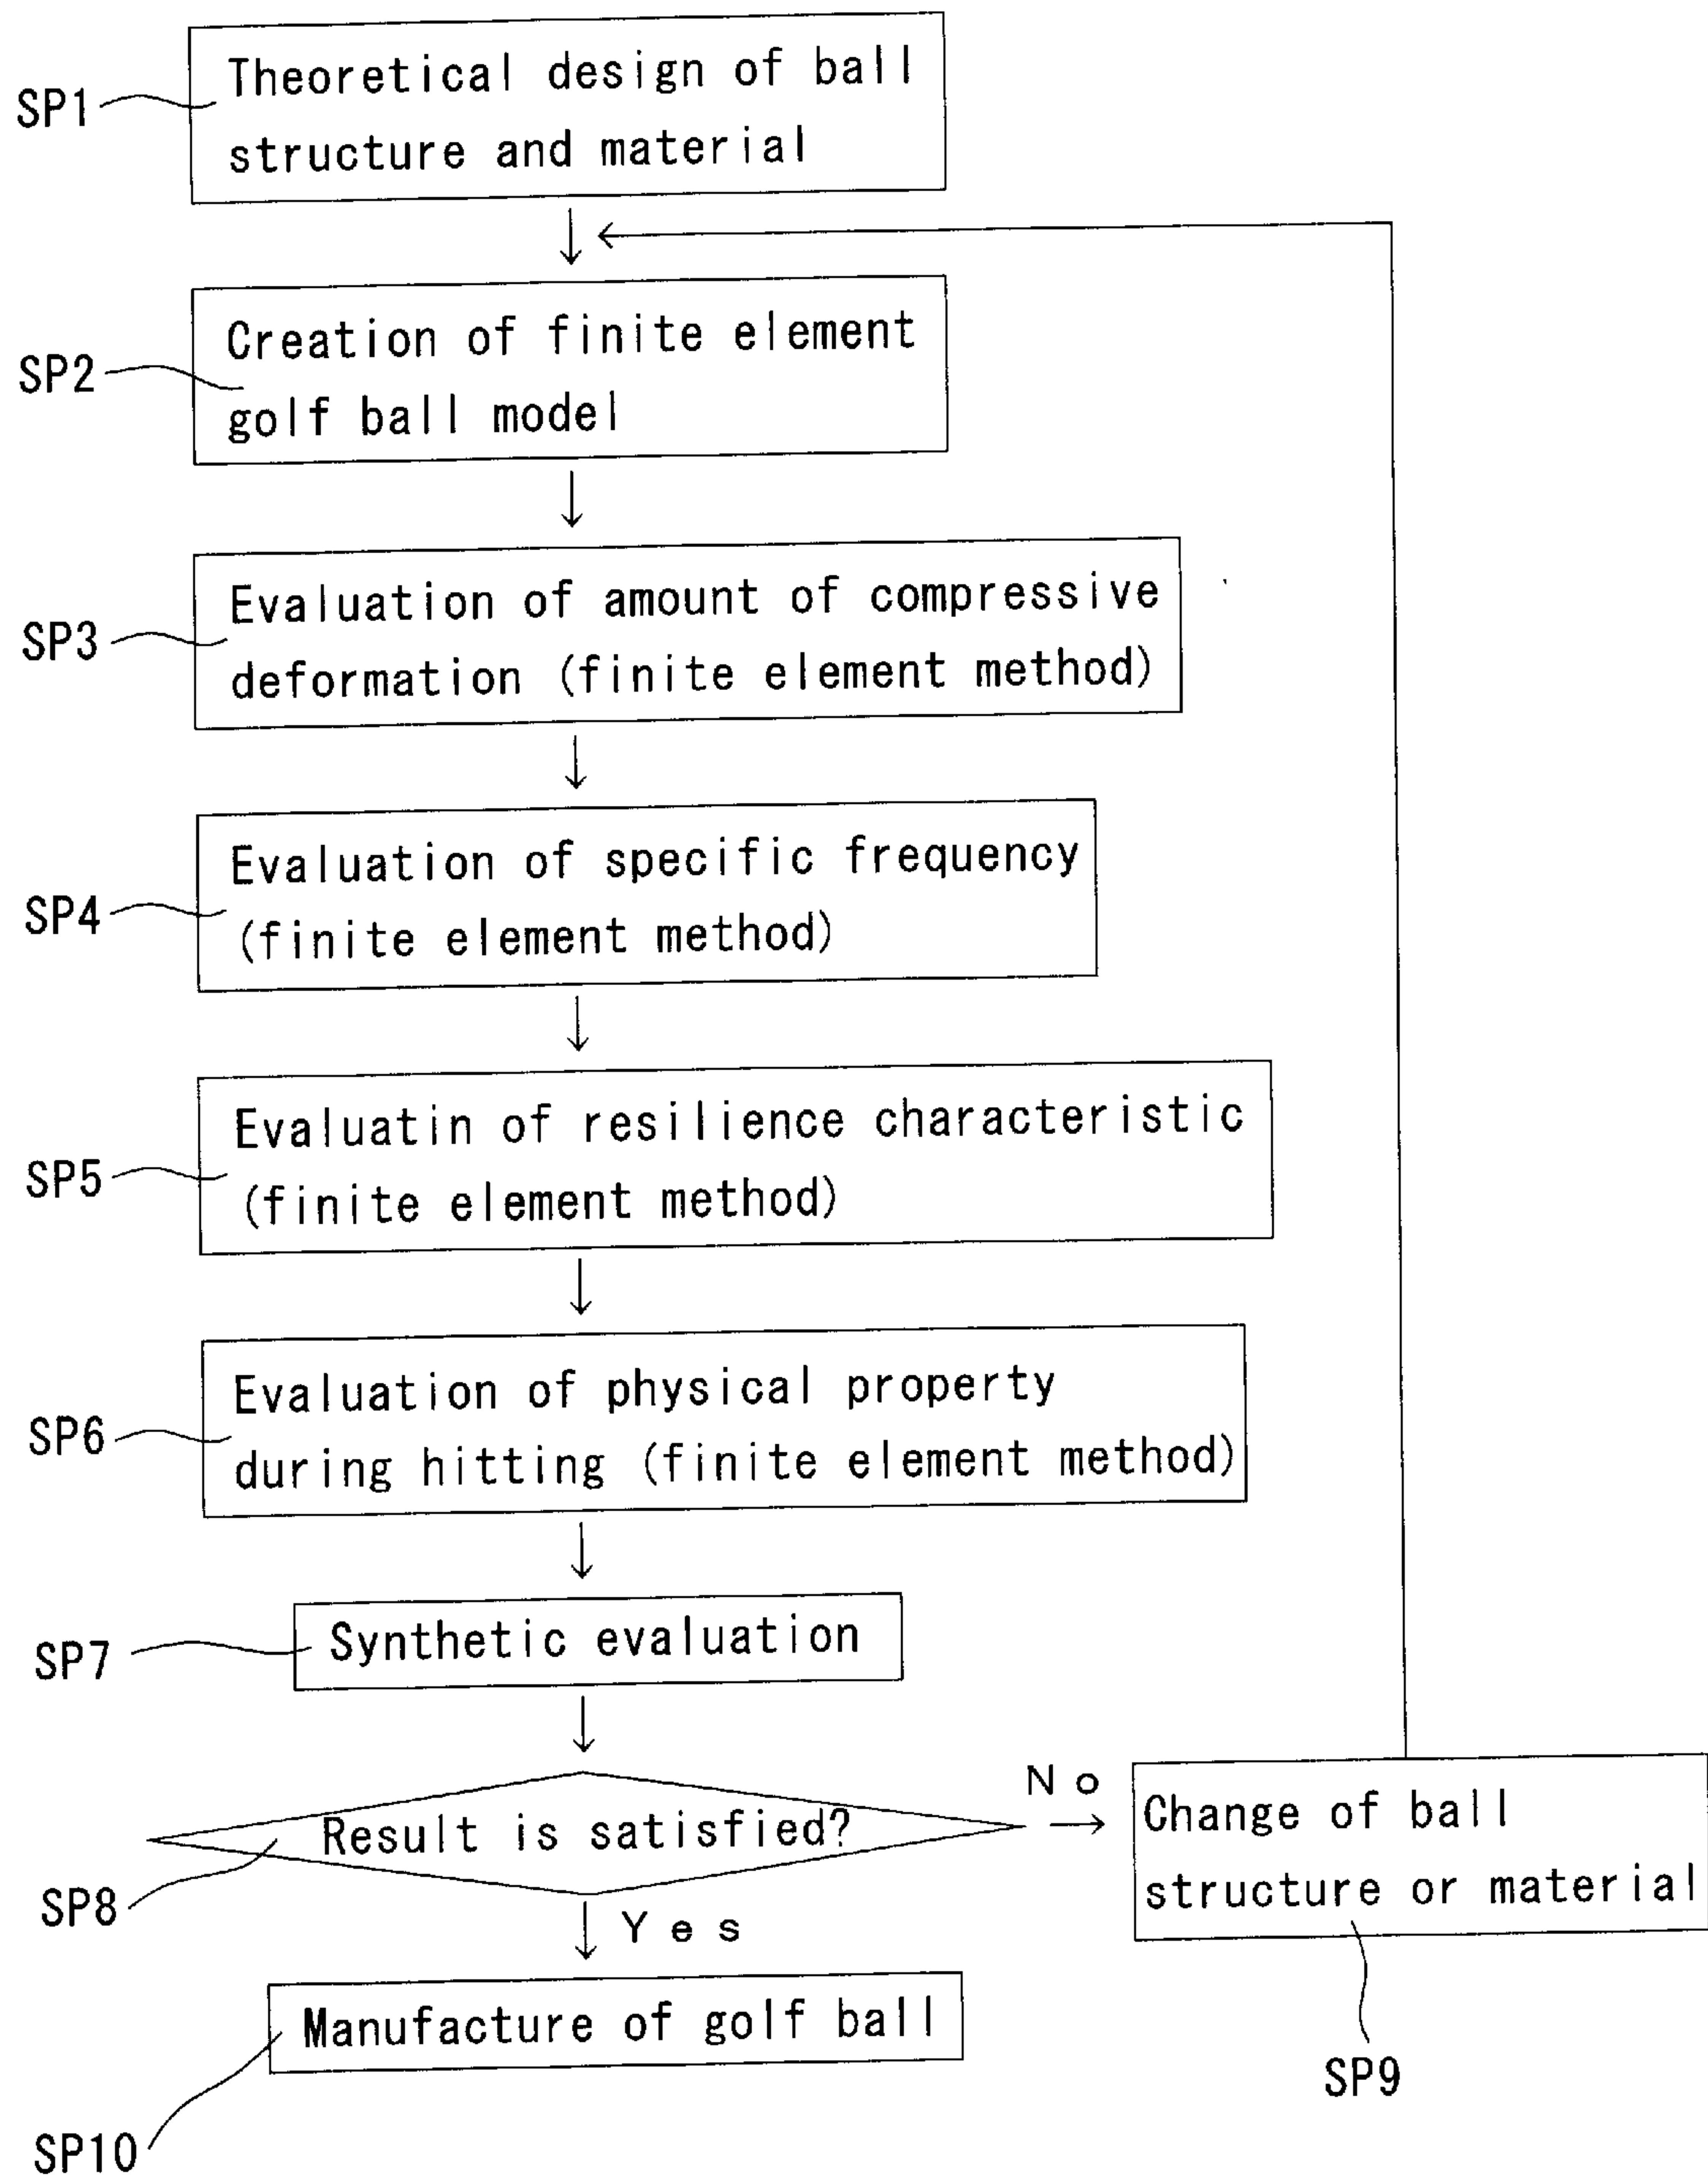 SP1
Theoretical design of ball
structure and material
SP2
Creation of finite element
golf ball model
SP3
Evaluation of amount of compressive
deformation (finite element method)
SP4
Evaluation of specific frequency
(finite element method)
SP5
Evaluatin of resilience characteristic
(finite element method)
SP6
Evaluation of physical property
during hitting (finite element method)
SP7
Synthetic evaluation
SP8
Result is satisfied?
No
Change of ball
structure or material
SP9
Yes
Manufacture of golf ball
SP10